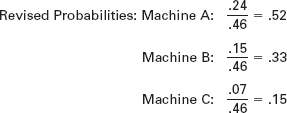 Revised Probabilities: Machine A: .24/.46 = .52
Machine B: .15/.46 = .33
Machine C: .07/.46 = .15